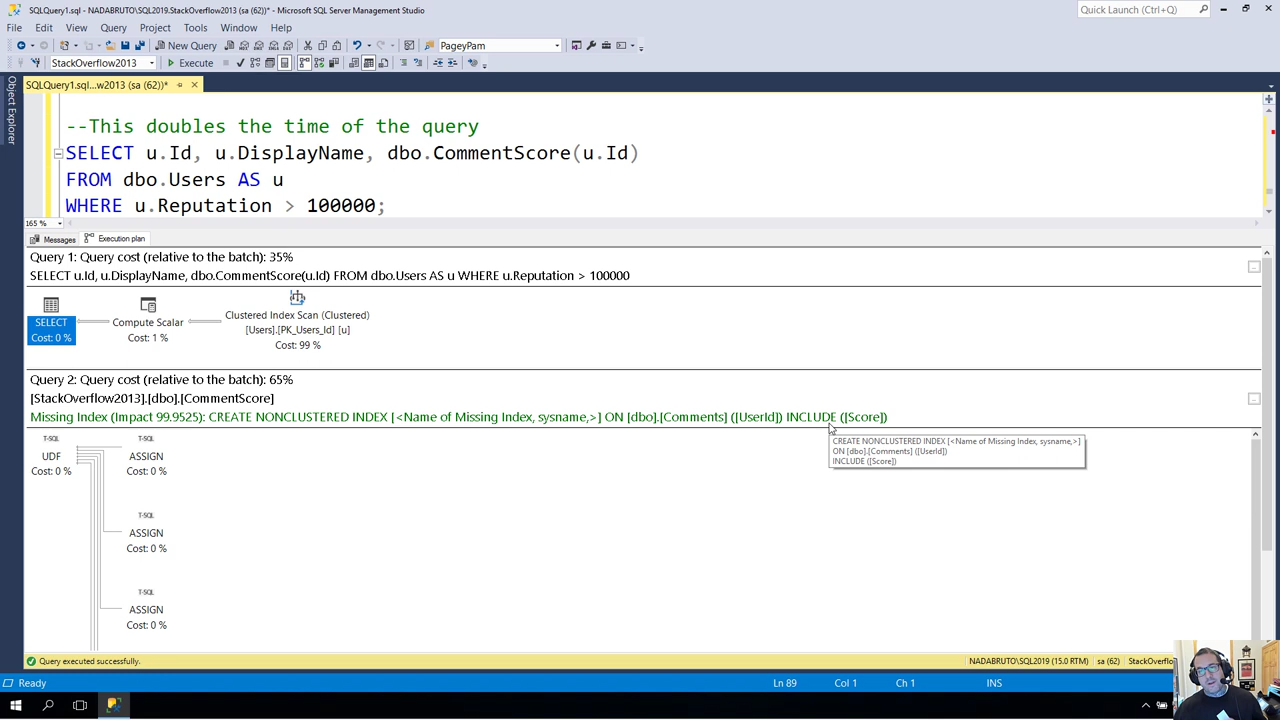 SQLQuery1.sql - NADABRUTO\SQL2019.StackOverflow2013 (sa (62))* - Microsoft SQL Server Management Studio
Quick Launch (Ctrl+Q)
File Edit View Query Project Tools Window Help
New Query PageyPam
StackOverflow2013 Execute
SQLQuery1.sql...w2013 (sa (62))*
Object Explorer
--This doubles the time of the query
SELECT u.Id, u.DisplayName, dbo.CommentScore(u.Id)
FROM dbo.Users AS u
WHERE u.Reputation > 100000;
165 %
Messages Execution plan
Query 1: Query cost (relative to the batch): 35%
SELECT u.Id, u.DisplayName, dbo.CommentScore(u.Id) FROM dbo.Users AS u WHERE u.Reputation > 100000
SELECT
Cost: 0 %
Compute Scalar
Cost: 1 %
Clustered Index Scan (Clustered)
[Users].[PK_Users_Id] [u]
Cost: 99 %
Query 2: Query cost (relative to the batch): 65%
[StackOverflow2013].[dbo].[CommentScore]
Missing Index (Impact 99.9525): CREATE NONCLUSTERED INDEX [<Name of Missing Index, sysname,>] ON [dbo].[Comments] ([UserId]) INCLUDE ([Score])
CREATE NONCLUSTERED INDEX [<Name of Missing Index, sysname,>]
ON [dbo].[Comments] ([UserId])
INCLUDE ([Score])
T-SQL
UDF
Cost: 0 %
T-SQL
ASSIGN
Cost: 0 %
T-SQL
ASSIGN
Cost: 0 %
T-SQL
ASSIGN
Cost: 0 %
Query executed successfully.
NADABRUTO\SQL2019 (15.0 RTM) sa (62) StackOverflo
Ready Ln 89 Col 1 Ch 1 INS